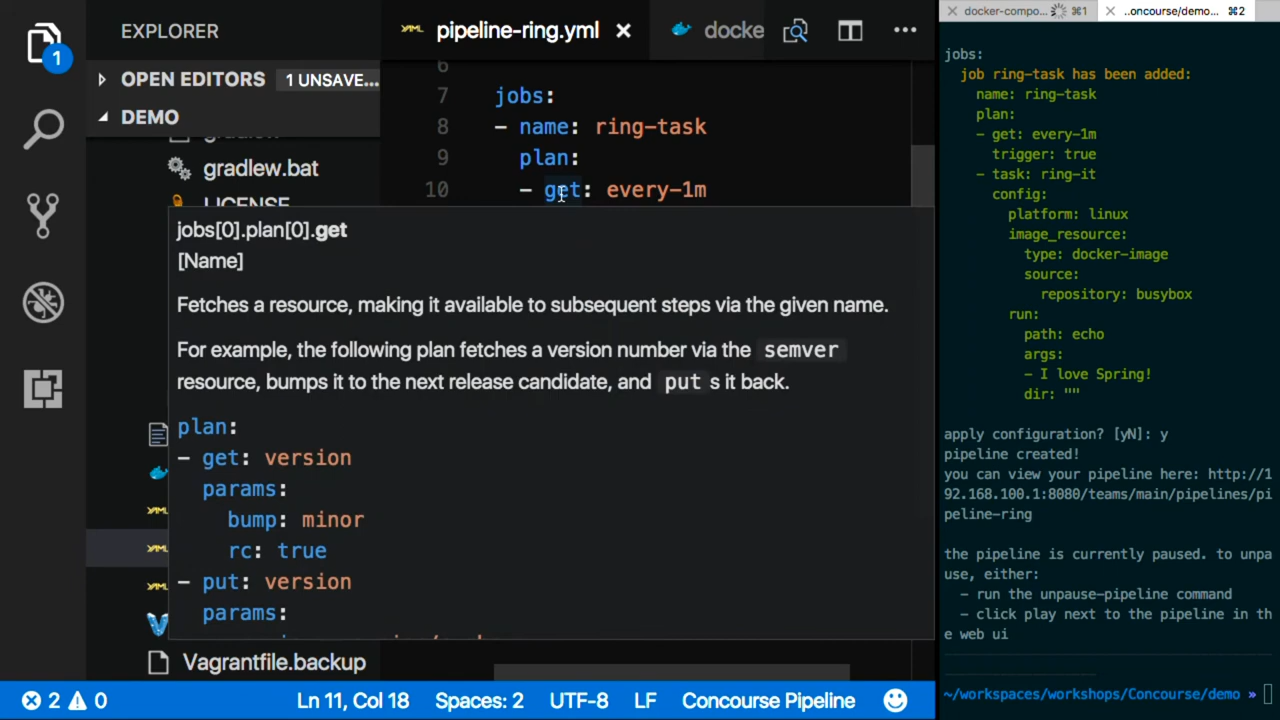 EXPLORER
OPEN EDITORS
1 UNSAVE...
DEMO
gradlew.bat
LICENSE
Vagrantfile.backup
1
YAML pipeline-ring.yml
docke
6
7 jobs:
8 - name: ring-task
9 plan:
10 - get: every-1m
jobs[0].plan[0].get
[Name]
Fetches a resource, making it available to subsequent steps via the given name.
For example, the following plan fetches a version number via the semver
resource, bumps it to the next release candidate, and put s it back.
plan:
- get: version
params:
bump: minor
rc: true
- put: version
params:
YAML
YAML
YAML
2 0
Ln 11, Col 18
Spaces: 2
UTF-8
LF
Concourse Pipeline
docker-compo... ⌘1
..oncourse/demo... ⌘2
jobs:
job ring-task has been added:
name: ring-task
plan:
- get: every-1m
trigger: true
- task: ring-it
config:
platform: linux
image_resource:
type: docker-image
source:
repository: busybox
run:
path: echo
args:
- I love Spring!
dir: ""
apply configuration? [yN]: y
pipeline created!
you can view your pipeline here: http://1
92.168.100.1:8080/teams/main/pipelines/pi
peline-ring
the pipeline is currently paused. to unpa
use, either:
- run the unpause-pipeline command
- click play next to the pipeline in th
e web ui
~/workspaces/workshops/Concourse/demo »